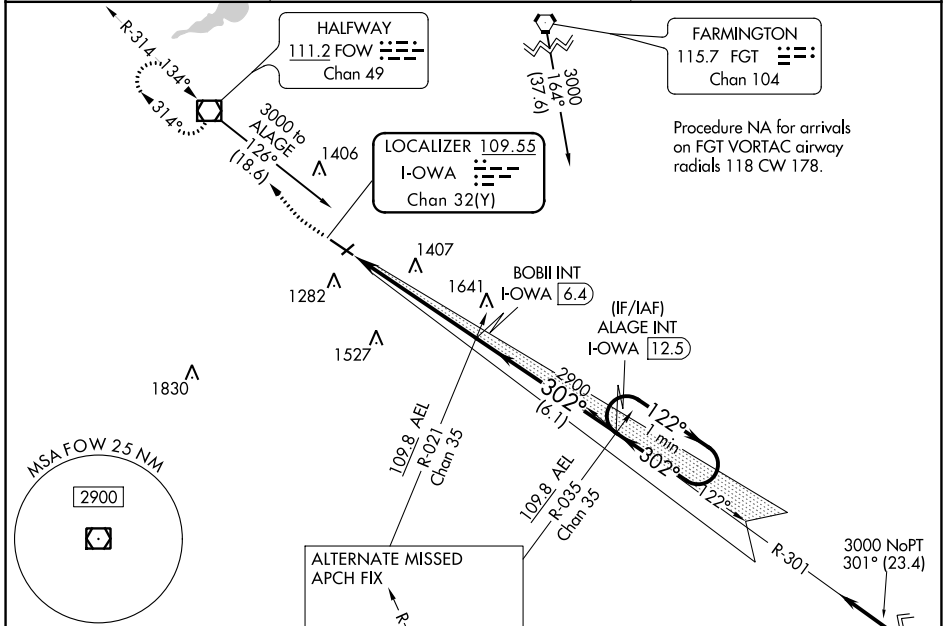 R-314
134°
314°
HALFWAY
111.2 FOW
Chan 49
3000 to
ALAGE
126°
(18.6)
1406
3000
164°
(37.6)
FARMINGTON
115.7 FGT
Chan 104
Procedure NA for arrivals
on FGT VORTAC airway
radials 118 CW 178.
LOCALIZER 109.55
I-OWA
Chan 32(Y)
1407
1282
1641
1527
1830
BOBII INT
I-OWA 6.4
(IF/IAF)
ALAGE INT
I-OWA 12.5
2900
302°
(6.1)
122°
1 min
302°
122°
109.8 AEL
R-021
Chan 35
109.8 AEL
R-035
Chan 35
R-301
3000 NoPT
301° (23.4)
MSA FOW 25 NM
2900
ALTERNATE MISSED
APCH FIX